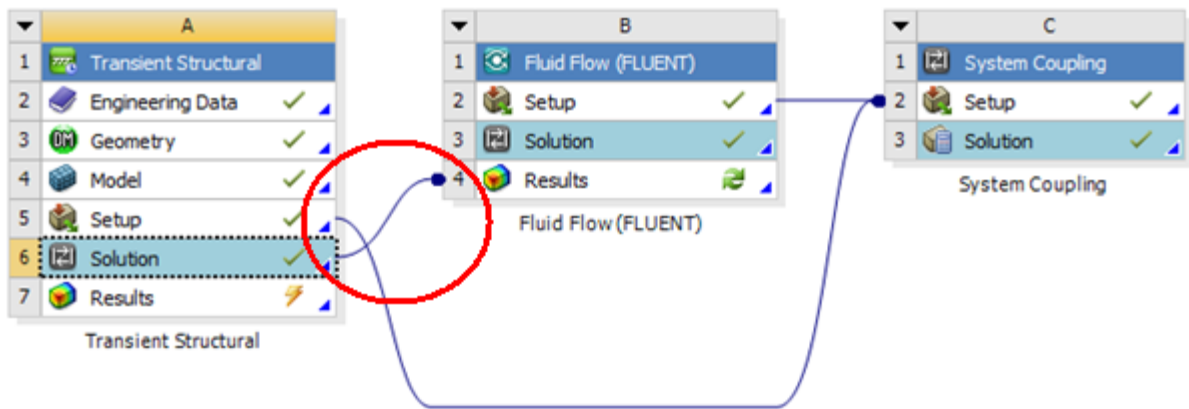 A
1 Transient Structural
2 Engineering Data
3 DM Geometry
4 Model
5 Setup
6 Solution
7 Results
Transient Structural
B
1 Fluid Flow (FLUENT)
2 Setup
3 Solution
4 Results
Fluid Flow (FLUENT)
C
1 System Coupling
2 Setup
3 Solution
System Coupling